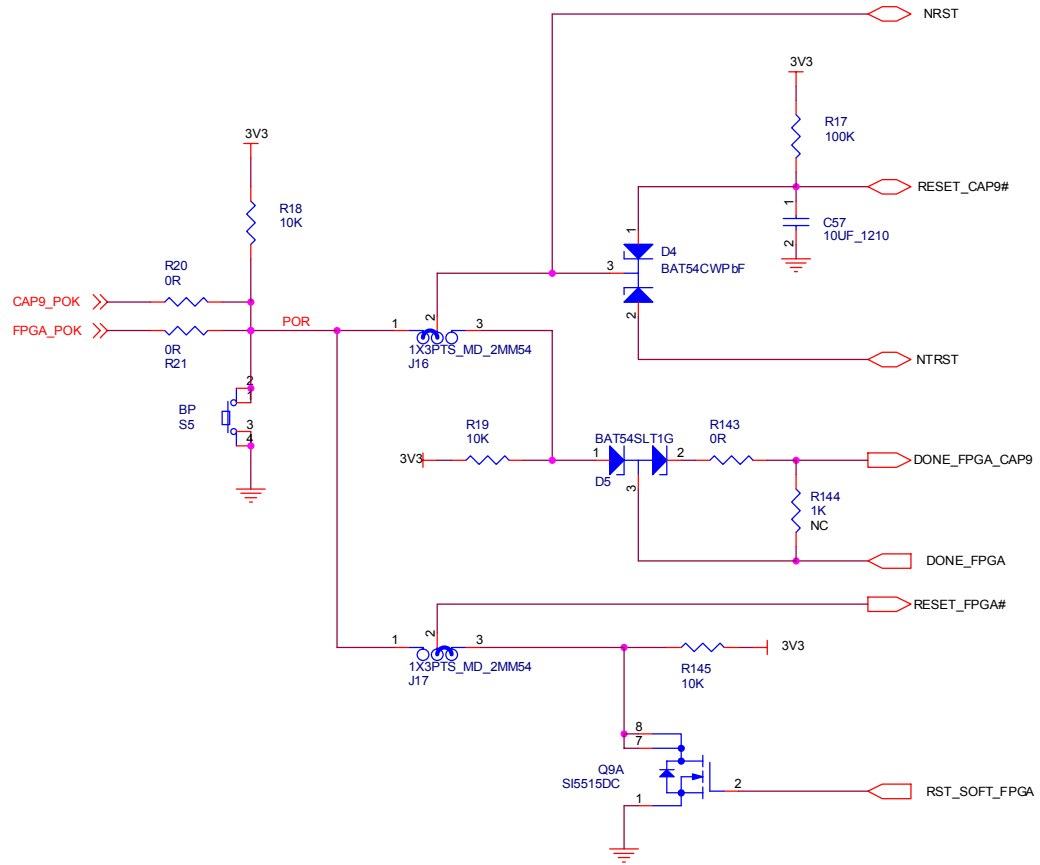 NRST
3V3
R17
100K
3V3
RESET_CAP9#
1
1
C57
10UF_1210
2
R18
10K
D4
BAT54CWPbF
3
R20
0R
CAP9_POK
FPGA_POK
POR
0R
R21
1
2
3
1X3PTS_MD_2MM54
J16
2
NTRST
2
1
BP
S5
3
4
R19
10K
3V3
BAT54SLT1G
1
2
D5
3
R143
0R
DONE_FPGA_CAP9
R144
1K
NC
DONE_FPGA
RESET_FPGA#
1
2
3
1X3PTS_MD_2MM54
J17
3V3
R145
10K
8
7
Q9A
SI5515DC
1
2
RST_SOFT_FPGA